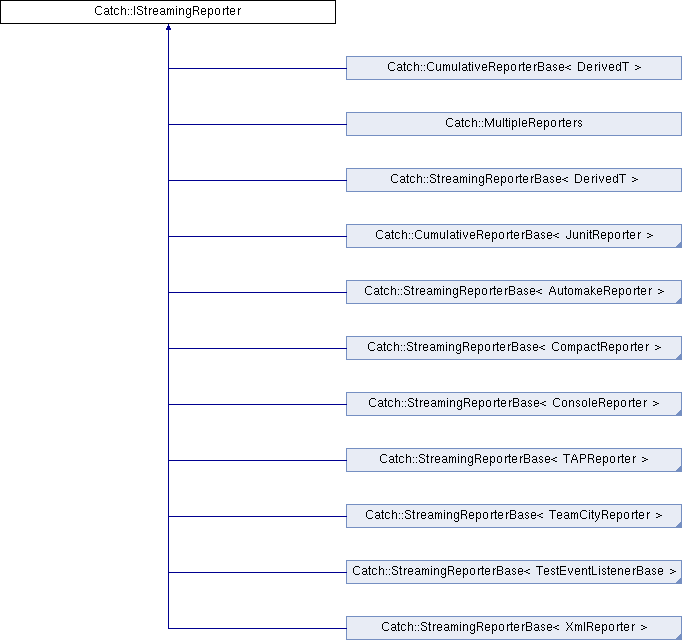 Catch::IStreamingReporter
Catch::CumulativeReporterBase< DerivedT >
Catch::MultipleReporters
Catch::StreamingReporterBase< DerivedT >
Catch::CumulativeReporterBase< JunitReporter >
Catch::StreamingReporterBase< AutomakeReporter >
Catch::StreamingReporterBase< CompactReporter >
Catch::StreamingReporterBase< ConsoleReporter >
Catch::StreamingReporterBase< TAPReporter >
Catch::StreamingReporterBase< TeamCityReporter >
Catch::StreamingReporterBase< TestEventListenerBase >
Catch::StreamingReporterBase< XmlReporter >